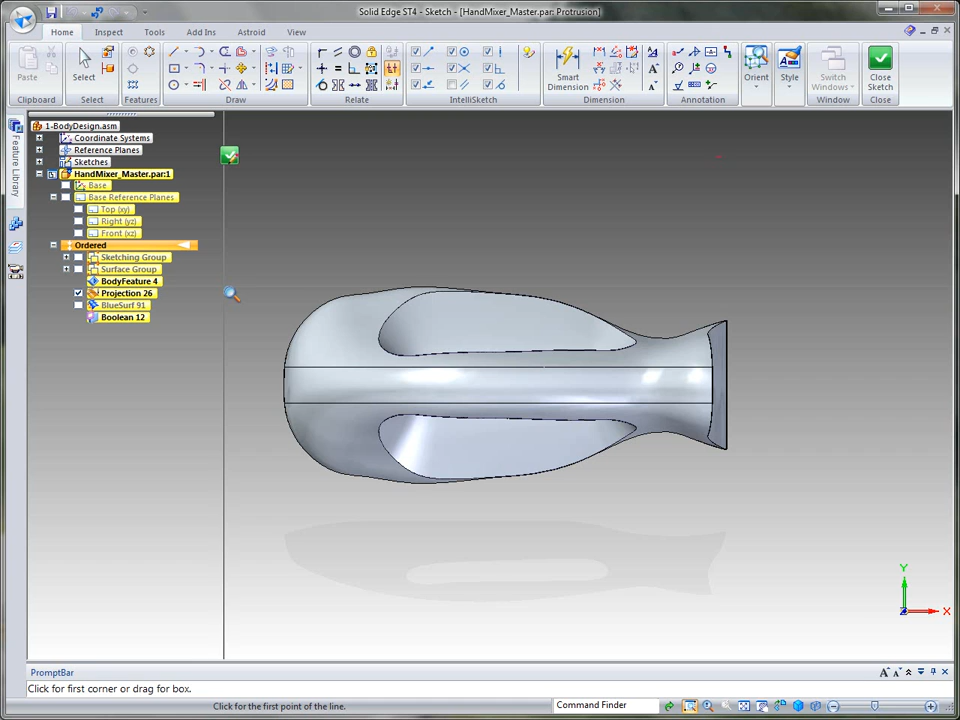 Solid Edge ST4 - Sketch - [HandMixer_Master.par: Protrusion]
Home Inspect Tools Add Ins Astroid View
Paste
Select
Smart Dimension
Orient
Style
Switch Windows
Close Sketch
Clipboard Select Features Draw Relate IntelliSketch Dimension Annotation Window Close
Feature Library
1-BodyDesign.asm
Coordinate Systems
Reference Planes
Sketches
HandMixer_Master.par:1
Base
Base Reference Planes
Top (xy)
Right (yz)
Front (xz)
Ordered
Sketching Group
Surface Group
BodyFeature 4
Projection 26
BlueSurf 91
Boolean 12
Y
Z
X
PromptBar
Click for first corner or drag for box.
Click for the first point of the line.
Command Finder